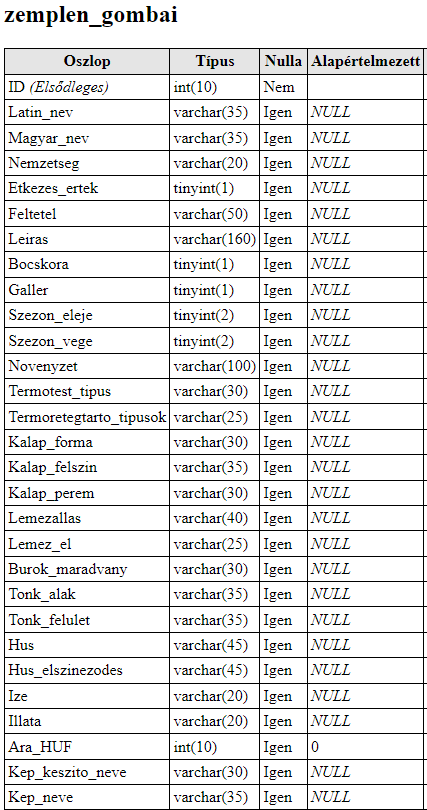 zemplen_gombai
Oszlop Típus Nulla Alapértelmezett
ID (Elsődleges) int(10) Nem
Latin_nev varchar(35) Igen NULL
Magyar_nev varchar(35) Igen NULL
Nemzetseg varchar(20) Igen NULL
Etkezes_ertek tinyint(1) Igen NULL
Feltetel varchar(50) Igen NULL
Leiras varchar(160) Igen NULL
Bocskora tinyint(1) Igen NULL
Galler tinyint(1) Igen NULL
Szezon_eleje tinyint(2) Igen NULL
Szezon_vege tinyint(2) Igen NULL
Novenyzet varchar(100) Igen NULL
Termotest_tipus varchar(30) Igen NULL
Termoretegtarto_tipusok varchar(25) Igen NULL
Kalap_forma varchar(30) Igen NULL
Kalap_felszin varchar(35) Igen NULL
Kalap_perem varchar(30) Igen NULL
Lemezallas varchar(40) Igen NULL
Lemez_el varchar(25) Igen NULL
Burok_maradvany varchar(30) Igen NULL
Tonk_alak varchar(35) Igen NULL
Tonk_felulet varchar(35) Igen NULL
Hus varchar(45) Igen NULL
Hus_elszinezodes varchar(45) Igen NULL
Ize varchar(20) Igen NULL
Illata varchar(20) Igen NULL
Ara_HUF int(10) Igen 0
Kep_keszito_neve varchar(30) Igen NULL
Kep_neve varchar(35) Igen NULL